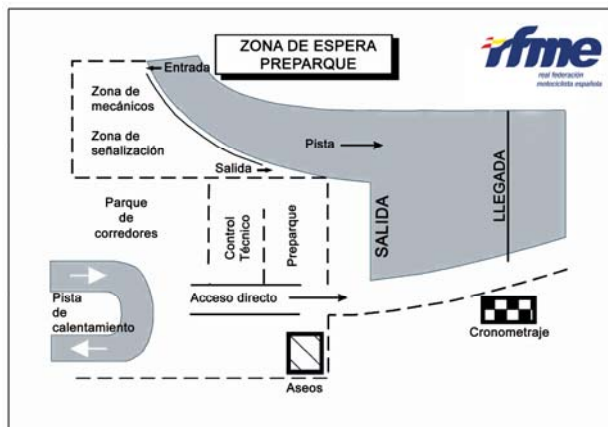 ZONA DE ESPERA
PREPARQUE
rfme
real federación
motociclista española
Entrada
Zona de
mecánicos
Zona de
señalización
Pista
Salida
Parque
de
corredores
Control
Técnico
Preparque
SALIDA
LLEGADA
Pista
de
calentamiento
Acceso directo
Cronometraje
Aseos